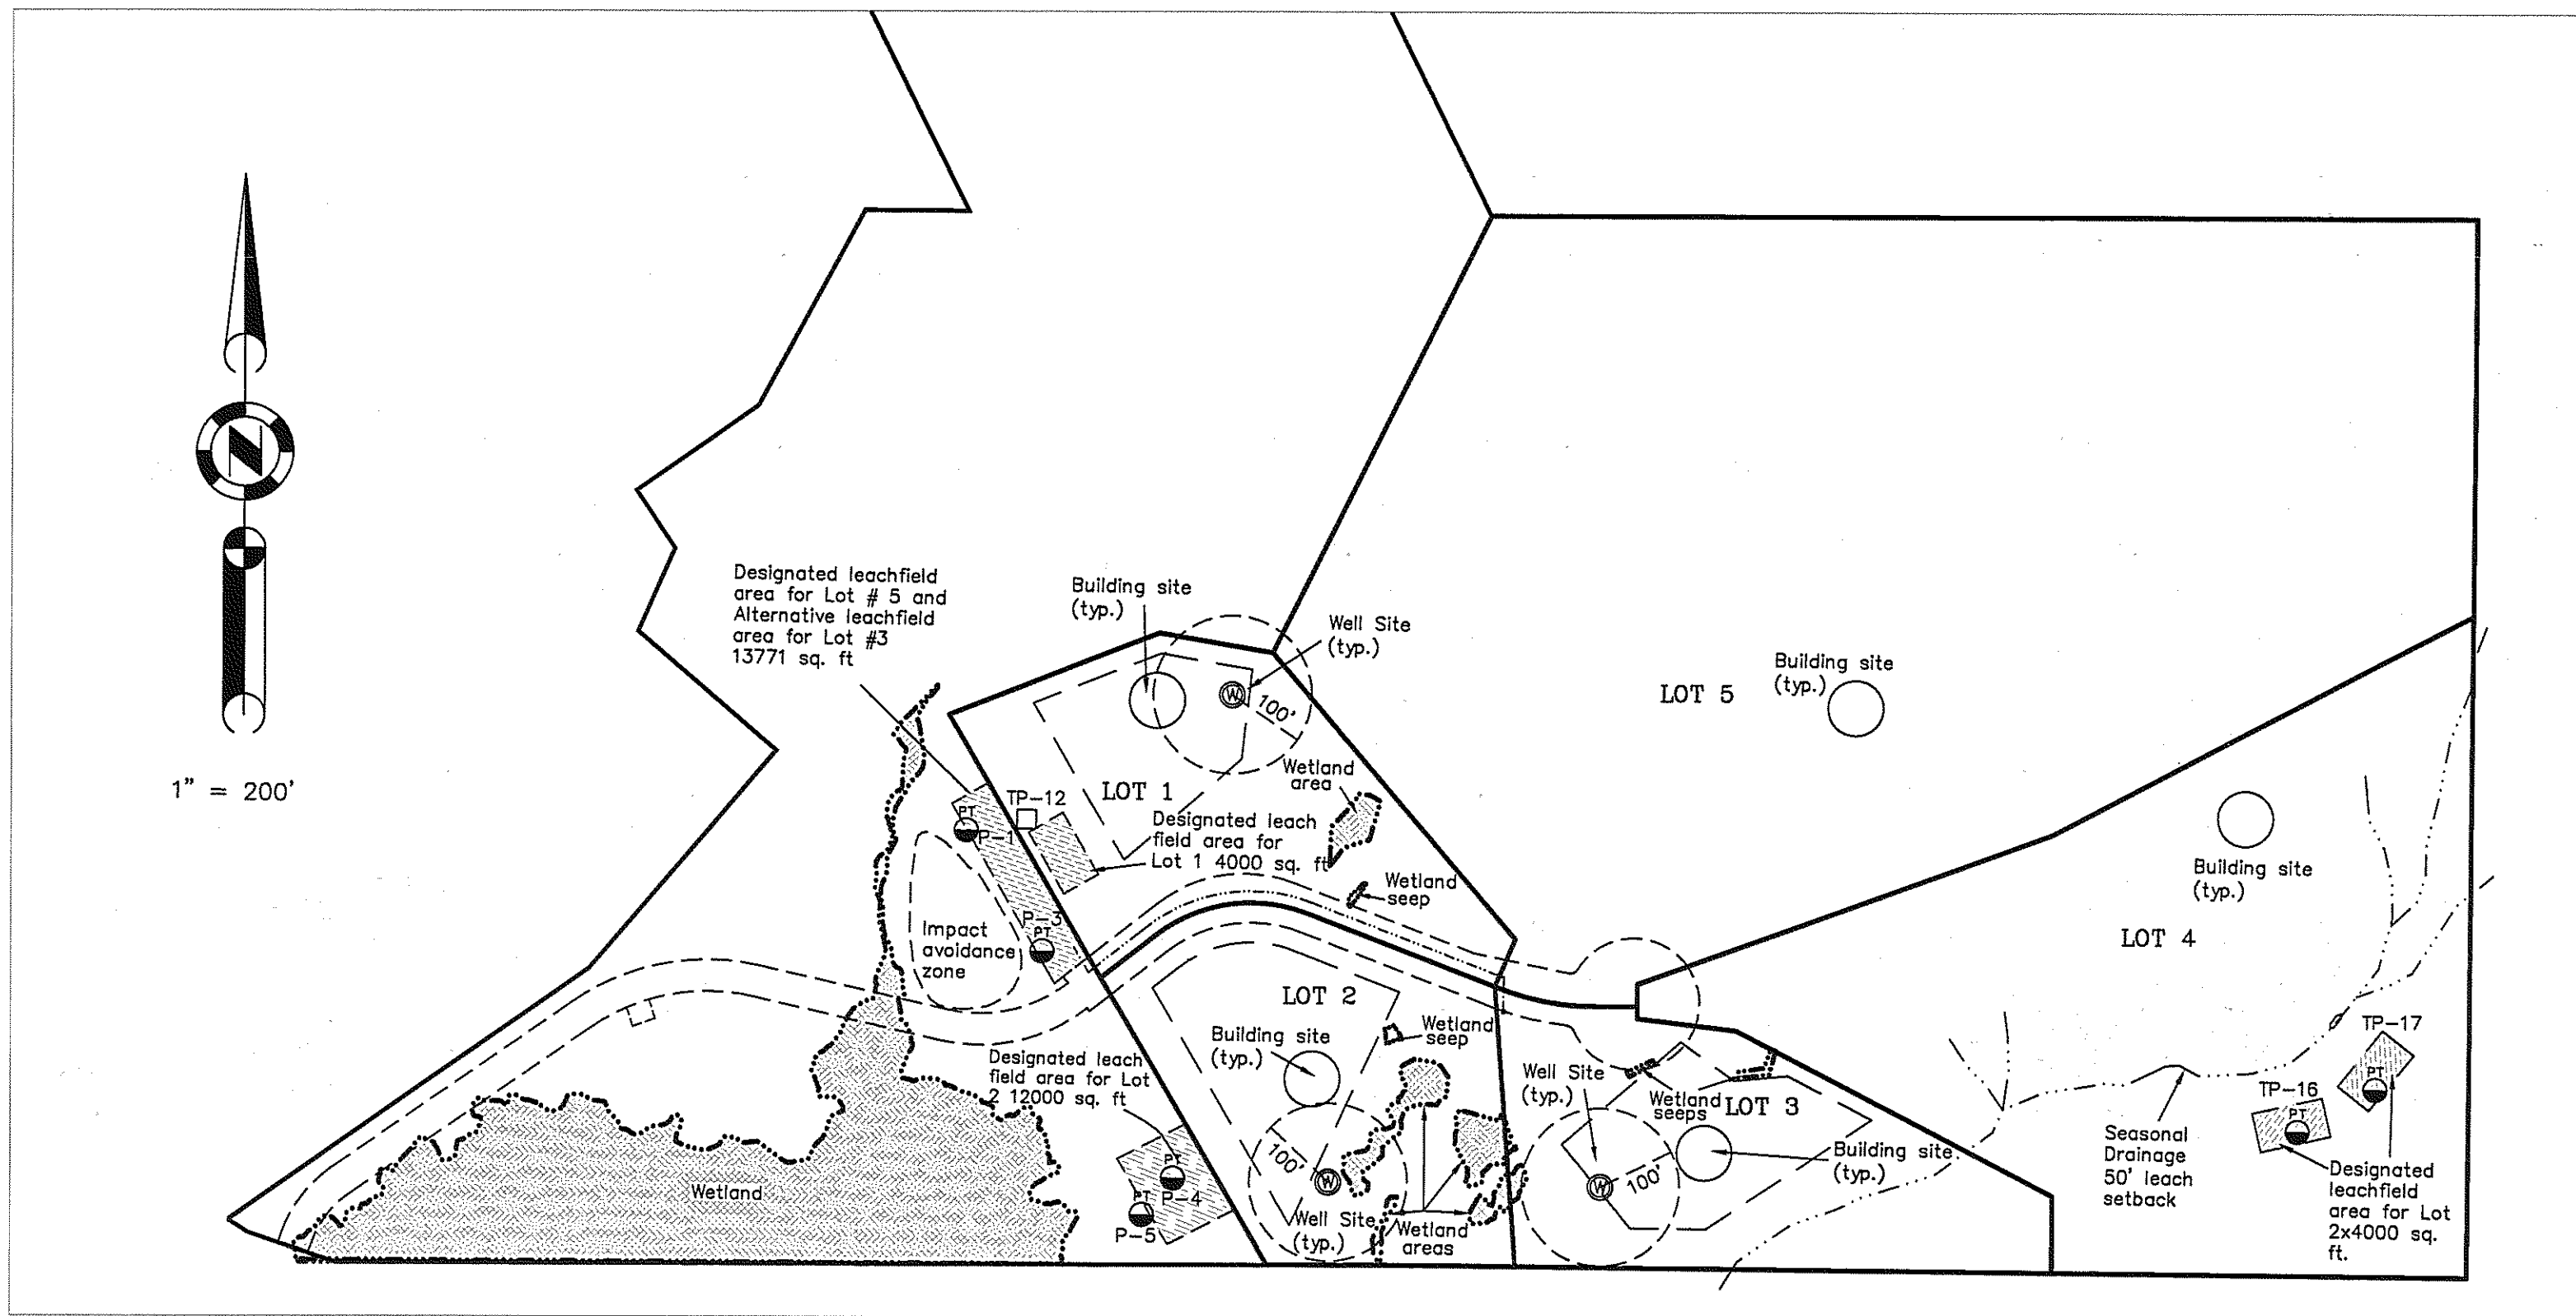 N
1" = 200'
Designated leachfield
area for Lot # 5 and
Alternative leachfield
area for Lot #3
13771 sq. ft
Building site
(typ.)
Well Site
(typ.)
W
100'
Wetland
area
LOT 1
TP-12
PT
P-1
Designated leach
field area for
Lot 1 4000 sq. ft
Wetland
seep
P-3
PT
Impact
avoidance
zone
LOT 5
Building site
(typ.)
Building site
(typ.)
LOT 4
LOT 2
Building site
(typ.)
Wetland
seep
Designated leach
field area for Lot
2 12000 sq. ft
PT
P-4
PT
P-5
Wetland
100'
W
Well Site
(typ.)
Wetland
areas
Well Site
(typ.)
W
100'
Wetland
seeps
LOT 3
Building site
(typ.)
Seasonal
Drainage
50' leach
setback
TP-16
PT
TP-17
PT
Designated
leachfield
area for Lot
2x4000 sq.
ft.